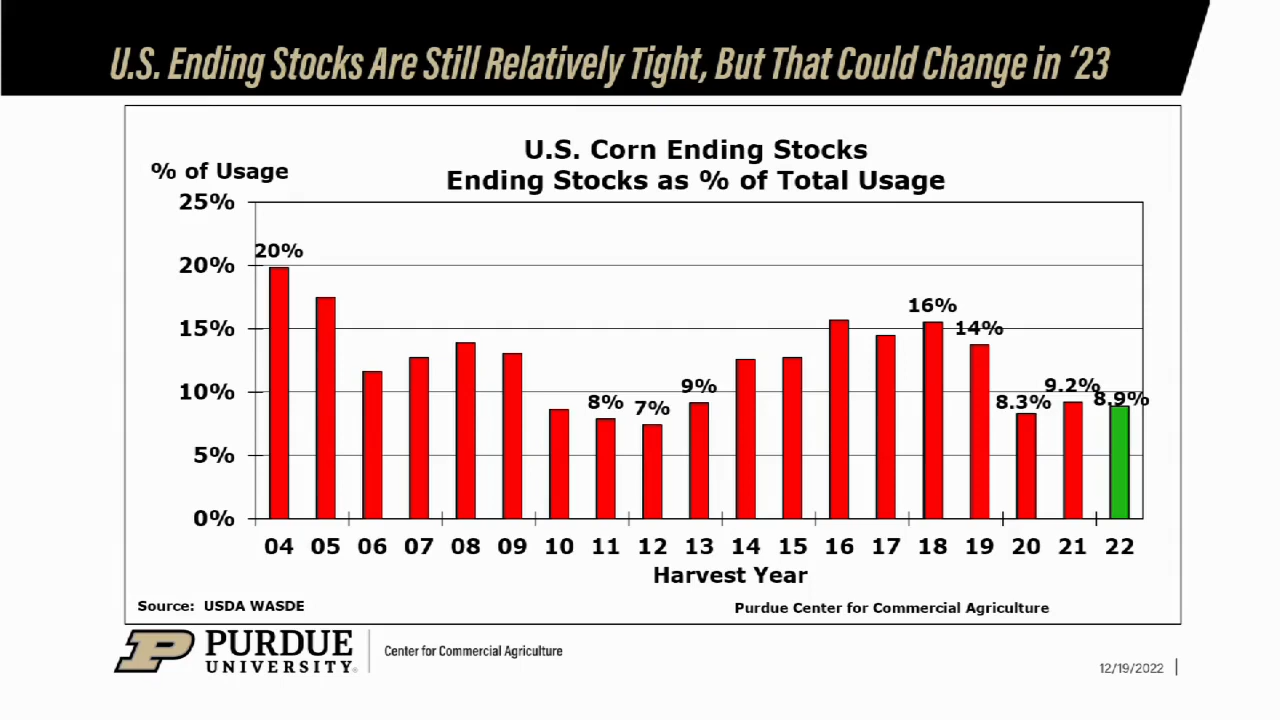 U.S. Ending Stocks Are Still Relatively Tight, But That Could Change in ‘23
U.S. Corn Ending Stocks
Ending Stocks as % of Total Usage
% of Usage
25%
20%
15%
10%
5%
0%
20%
8%
7%
9%
16%
14%
8.3%
9.2%
8.9%
04 05 06 07 08 09 10 11 12 13 14 15 16 17 18 19 20 21 22
Harvest Year
Source: USDA WASDE
Purdue Center for Commercial Agriculture
P PURDUE
UNIVERSITY®
Center for Commercial Agriculture
12/19/2022 |